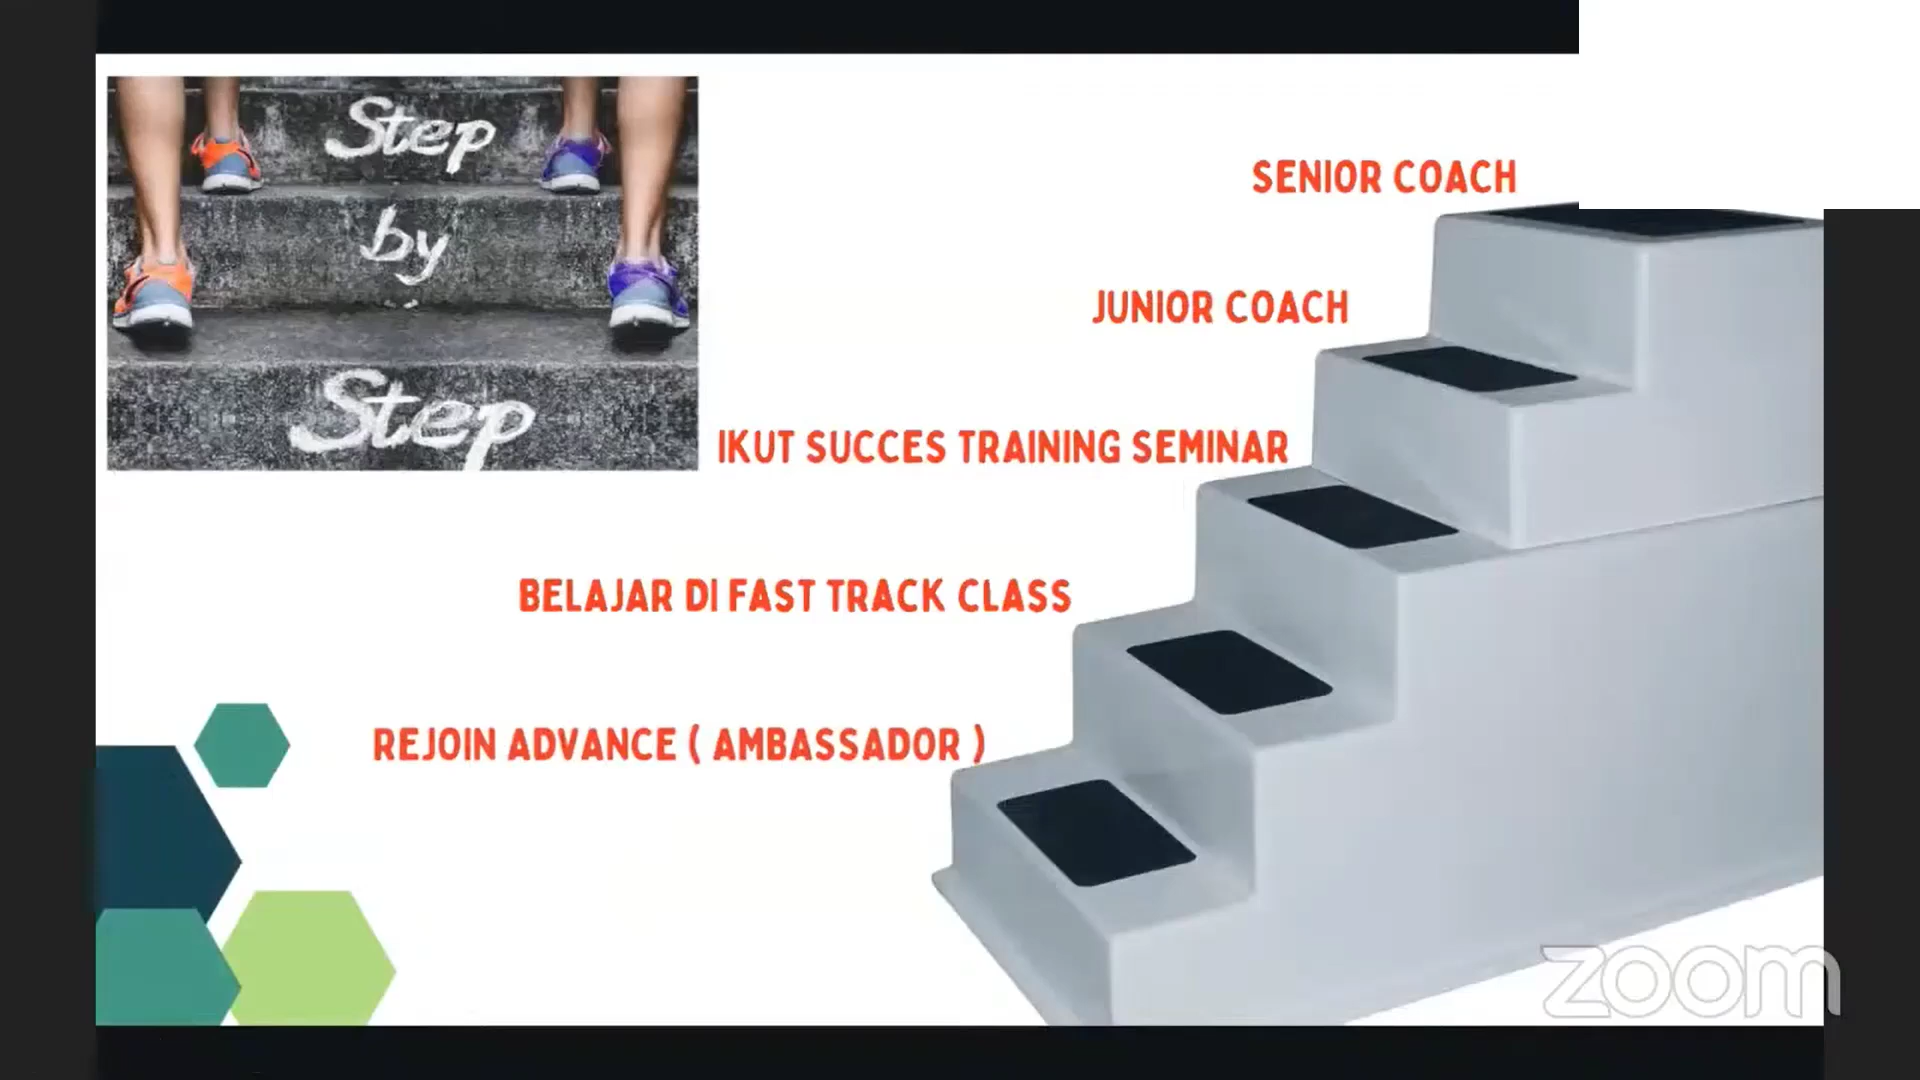 Step
by
Step
SENIOR COACH
JUNIOR COACH
IKUT SUCCES TRAINING SEMINAR
BELAJAR DI FAST TRACK CLASS
REJOIN ADVANCE ( AMBASSADOR )
zoom